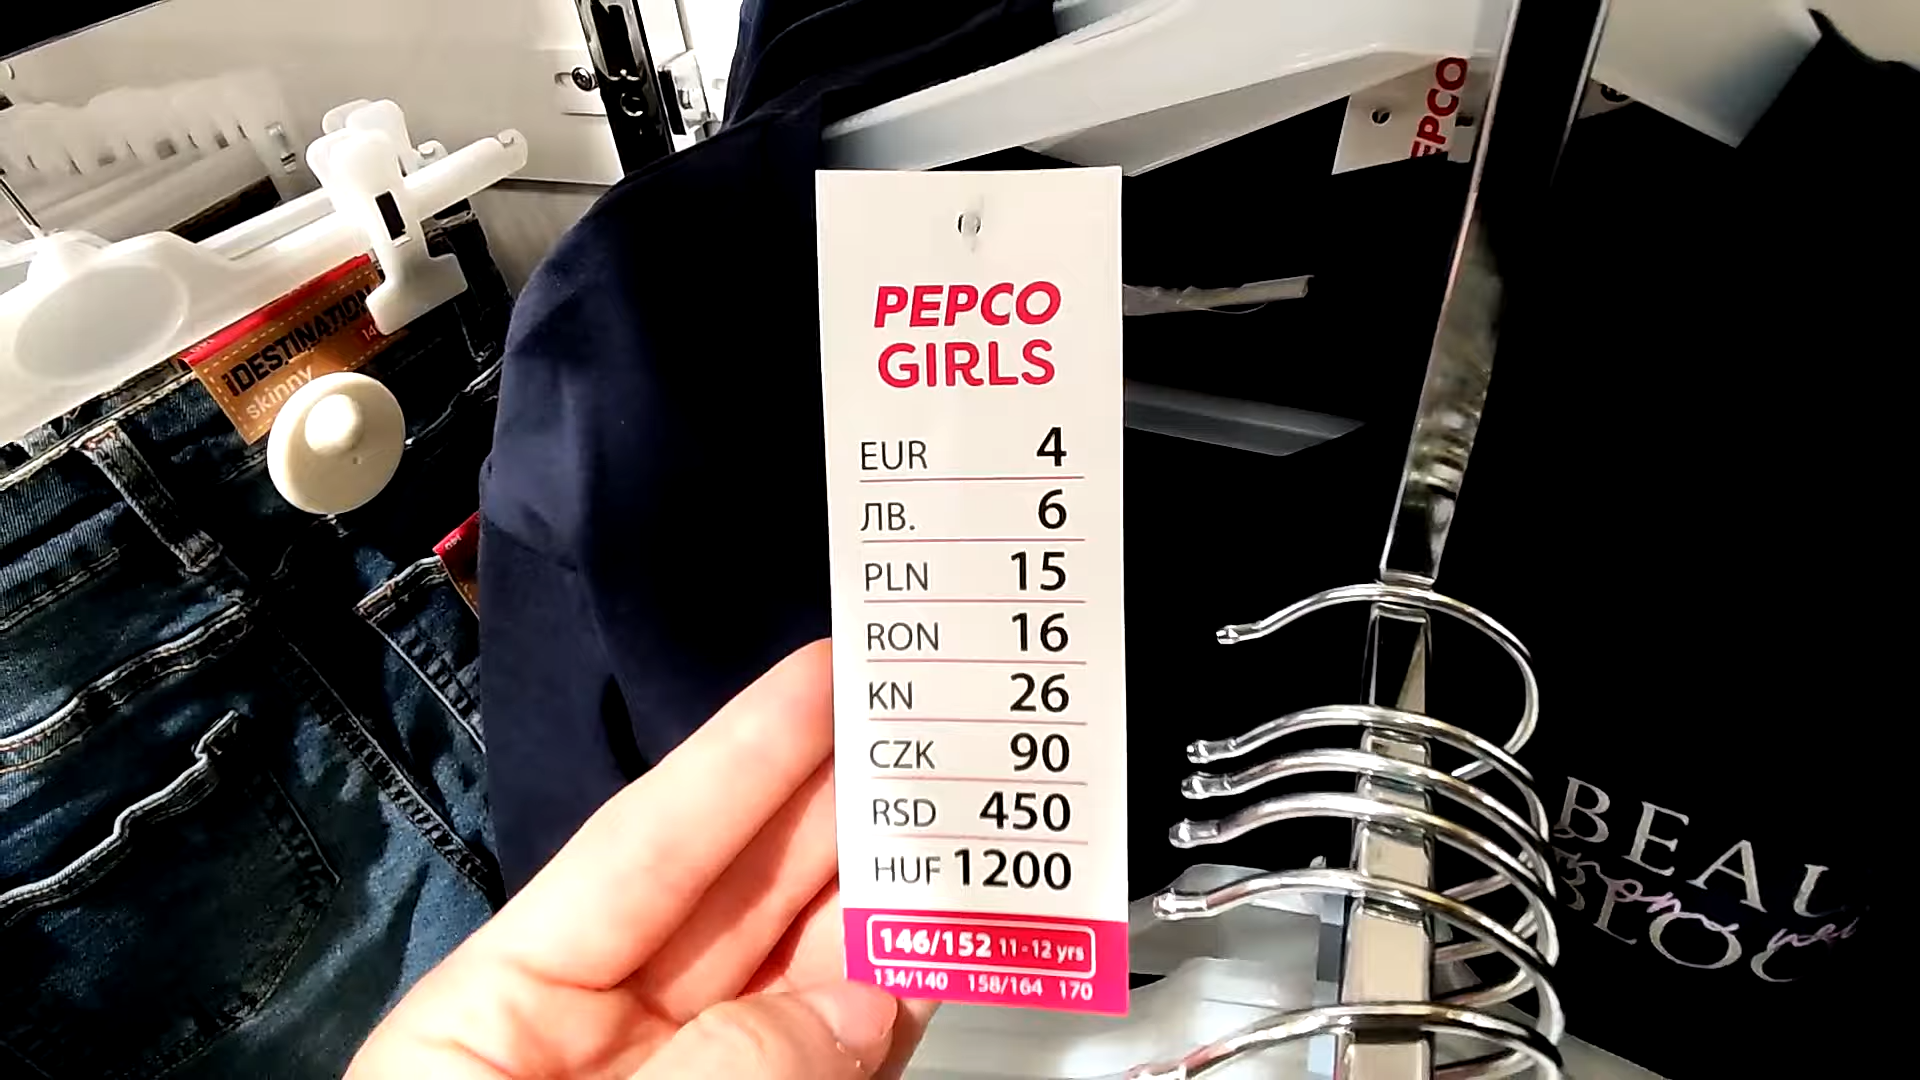 PEPCO
GIRLS
EUR 4
ЛВ. 6
PLN 15
RON 16
KN 26
CZK 90
RSD 450
HUF 1200
146/152 11-12 yrs
134/140 158/164 170
DESTINATION
skinny
EPCO
BEAU